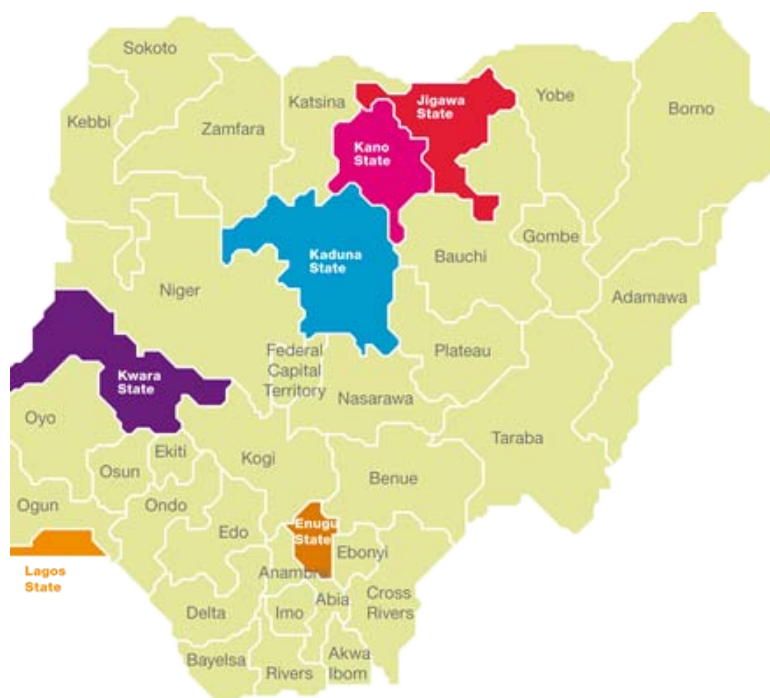 Sokoto
Katsina
Jigawa
State
Yobe
Borno
Kebbi
Zamfara
Kano
State
Kaduna
State
Bauchi
Gombe
Niger
Adamawa
Federal
Capital
Territory
Plateau
Kwara
State
Nasarawa
Oyo
Taraba
Osun
Ekiti
Kogi
Benue
Ogun
Ondo
Edo
Enugu
State
Ebonyi
Lagos
State
Anambra
Cross
Rivers
Delta
Imo
Abia
Bayelsa
Rivers
Akwa
Ibom